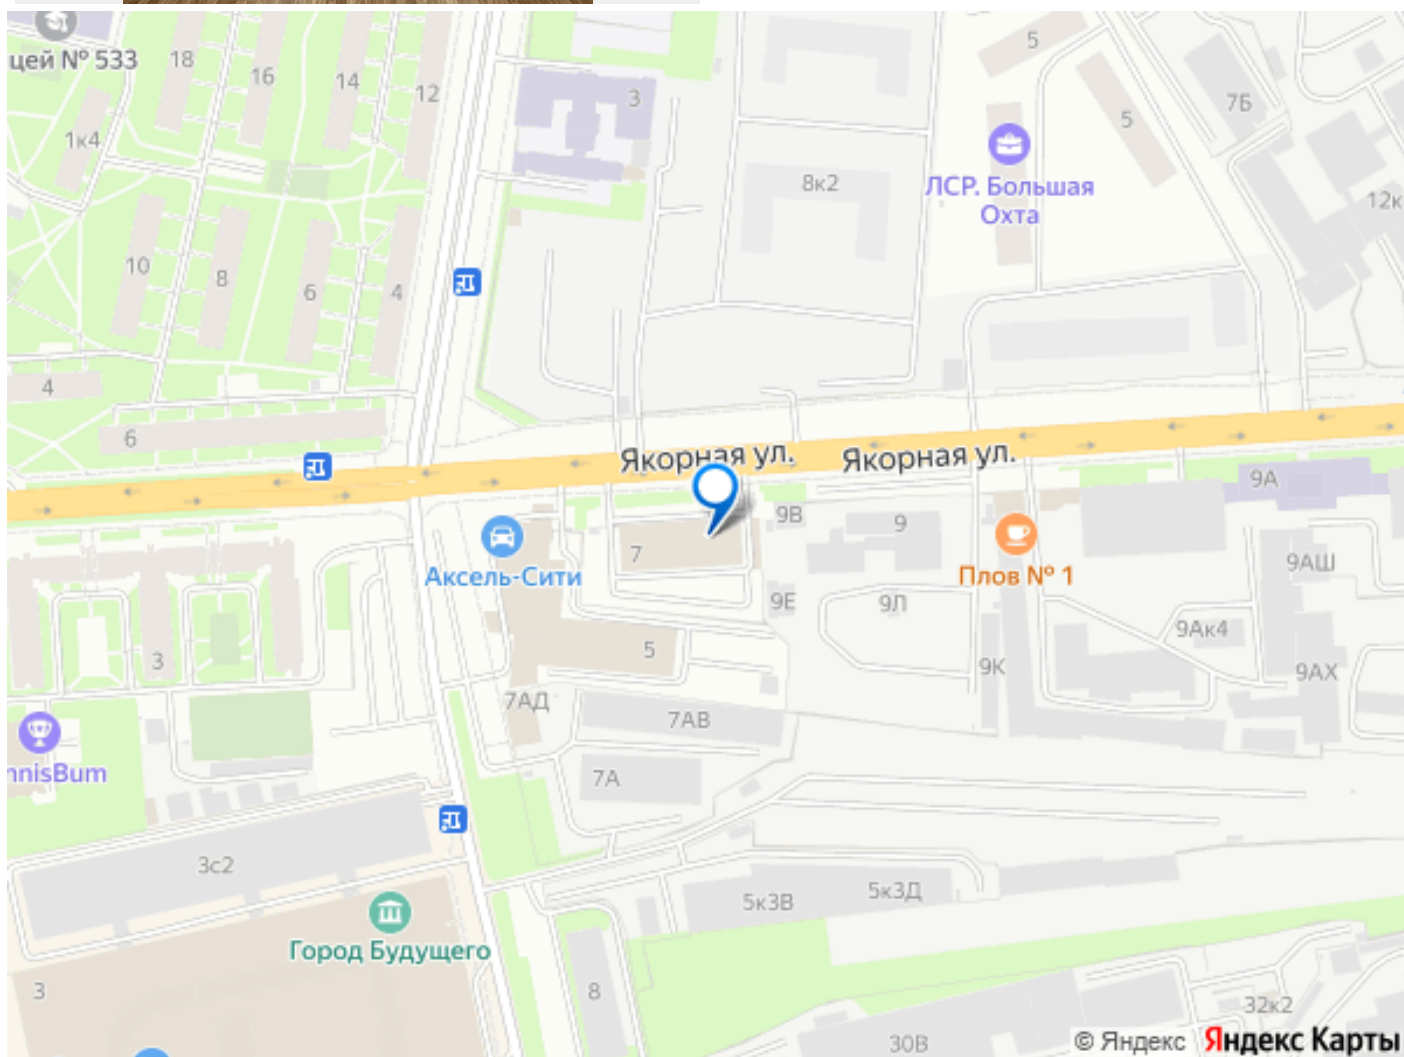 цей № 533
18
16
14
12
3
5
5
7Б
1к4
ЛСР. Большая
Охта
8к2
12к
10
8
6
4
4
6
Якорная ул.
Якорная ул.
9А
9В
9
Аксель-Сити
7
Плов № 1
9АШ
9Е
9Л
9Ак4
3
5
9К
9АХ
7АД
7АВ
nnisBum
7А
3с2
5к3В
5к3Д
Город Будущего
3
8
32к2
30В
© Яндекс Яндекс Карты